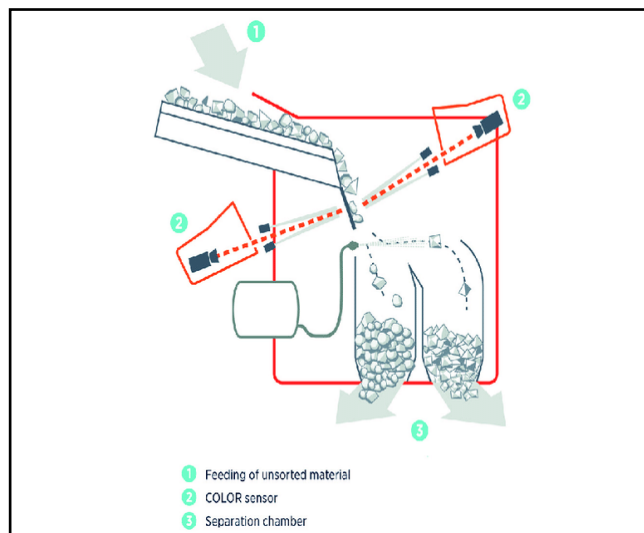 1
2
2
3
1 Feeding of unsorted material
2 COLOR sensor
3 Separation chamber